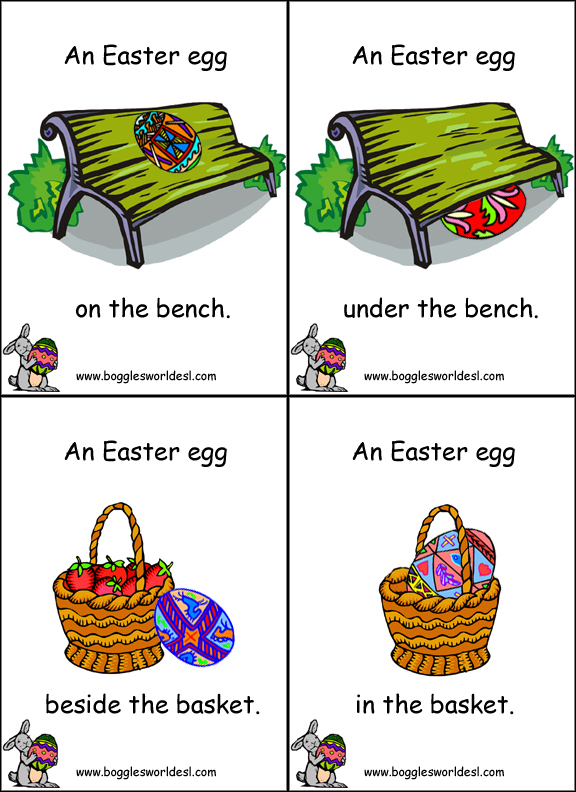 An Easter egg
on the bench.
www.bogglesworldesl.com
An Easter egg
under the bench.
www.bogglesworldesl.com
An Easter egg
beside the basket.
www.bogglesworldesl.com
An Easter egg
in the basket.
www.bogglesworldesl.com